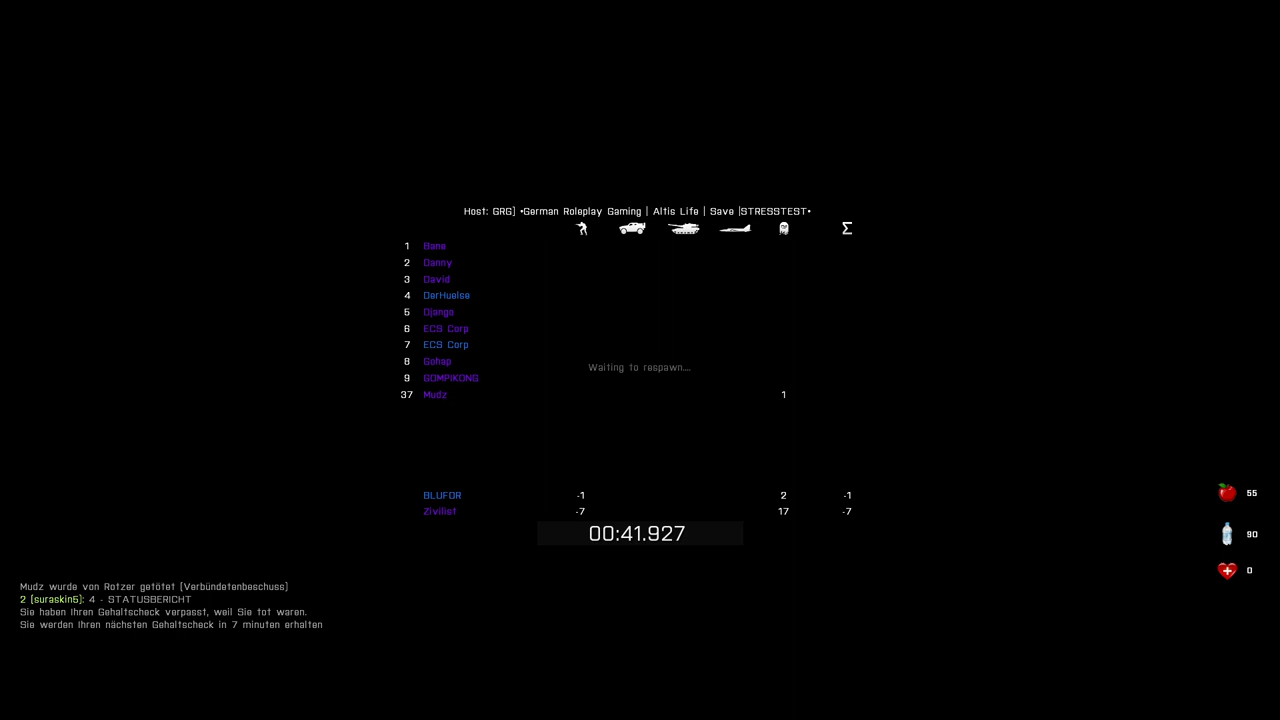 Host: GRG] •German Roleplay Gaming | Altis Life | Save |STRESSTEST•
Σ
1 Bane
2 Danny
3 David
4 DerHuelse
5 Django
6 ECS Corp
7 ECS Corp
8 Gohap
Waiting to respawn....
9 GOMPIKONG
37 Mudz 1
BLUFOR -1 2 -1
Zivilist -7 17 -7
00:41.927
55
90
0
Mudz wurde von Rotzer getötet (Verbündetenbeschuss)
2 (suraskin5): 4 - STATUSBERICHT
Sie haben Ihren Gehaltscheck verpasst, weil Sie tot waren.
Sie werden Ihren nächsten Gehaltscheck in 7 minuten erhalten